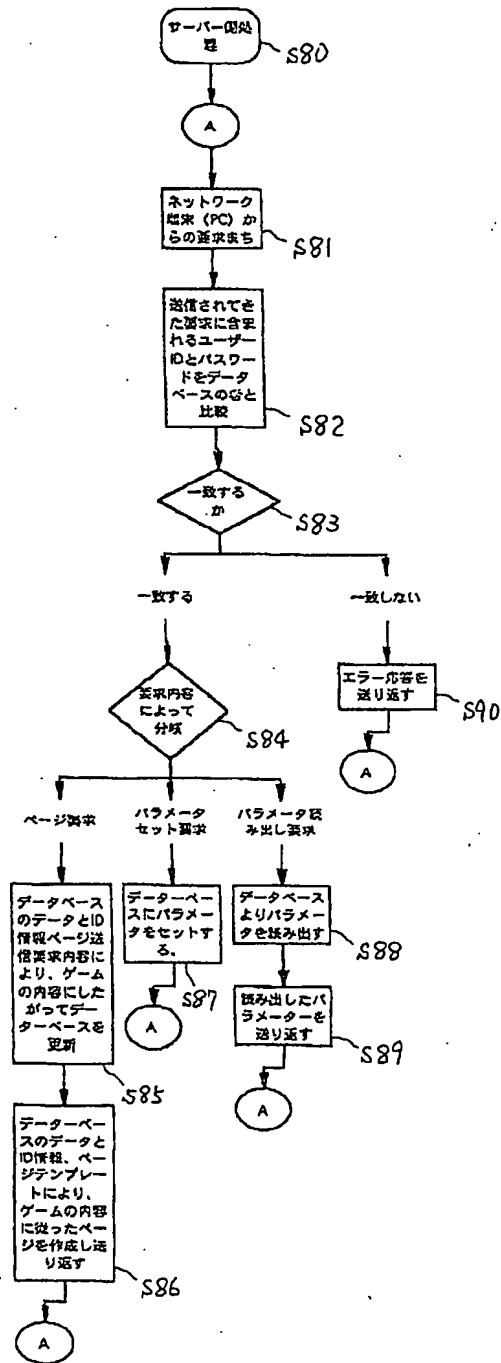 サーバー側処
理
S80
A
ネットワーク
端末（PC）か
らの要求まち
S81
送信されてき
た要求に含ま
れるユーザー
IDとパスワー
ドをデータ
ベースの値と
比較
S82
一致する
か
S83
一致する
一致しない
要求内容
によって
分岐
S84
エラー応答を
送り返す
S90
A
ページ要求
パラメータ
セット要求
パラメータ読
み出し要求
データベース
のデータとID
情報ページ送
信要求内容に
より、ゲーム
の内容にした
がってデー
ターベースを
更新
S85
データーベー
スにパラメー
タをセットす
る。
S87
A
データベース
よりパラメー
タを読み出す
S88
読み出したパ
ラメーターを
送り返す
S89
A
データーベー
スのデータと
ID情報、ペー
ジテンプレー
トにより、
ゲームの内容
に従ったペー
ジを作成し送
り返す
S86
A